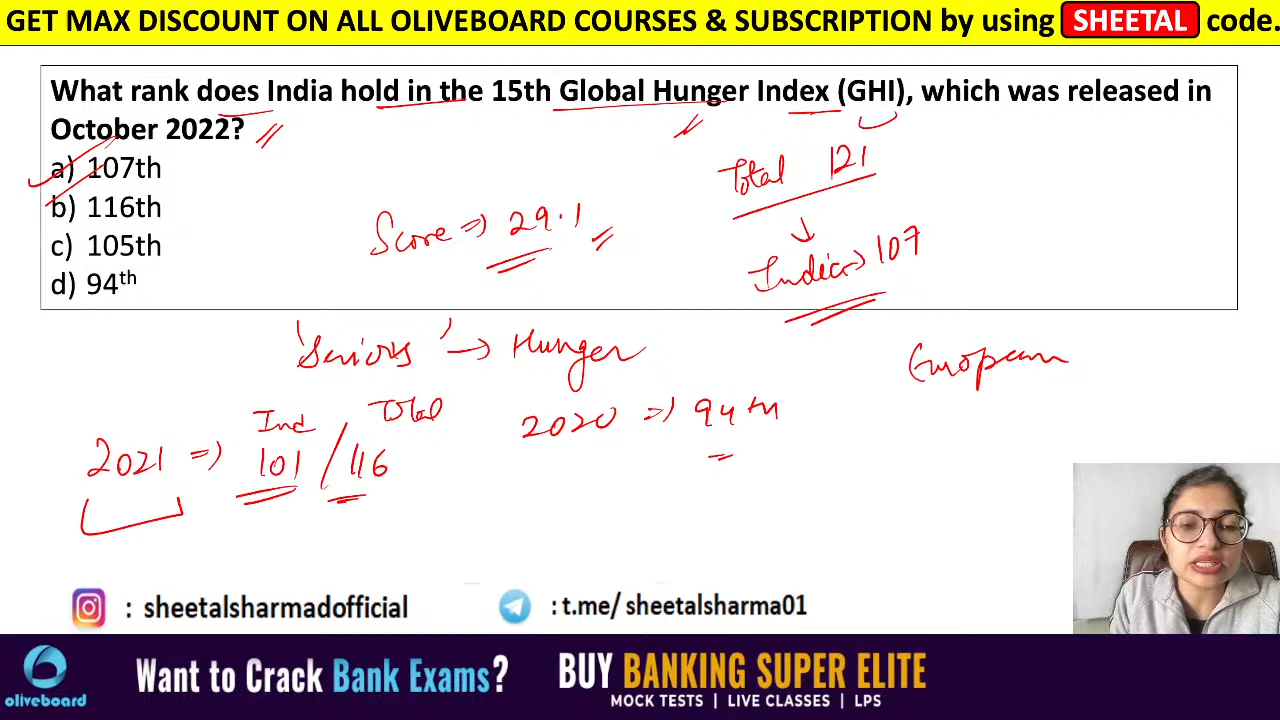 GET MAX DISCOUNT ON ALL OLIVEBOARD COURSES & SUBSCRIPTION by using SHEETAL code.
What rank does India hold in the 15th Global Hunger Index (GHI), which was released in
October 2022?
a) 107th
b) 116th
c) 105th
d) 94th
Total 121
Score => 29.1
India => 107
'Serious' -> Hunger
European
Ind Total
2021 => 101 / 116
2020 => 94th
: sheetalsharmadofficial
: t.me/ sheetalsharma01
oliveboard
Want to Crack Bank Exams?
BUY BANKING SUPER ELITE
MOCK TESTS | LIVE CLASSES | LPS